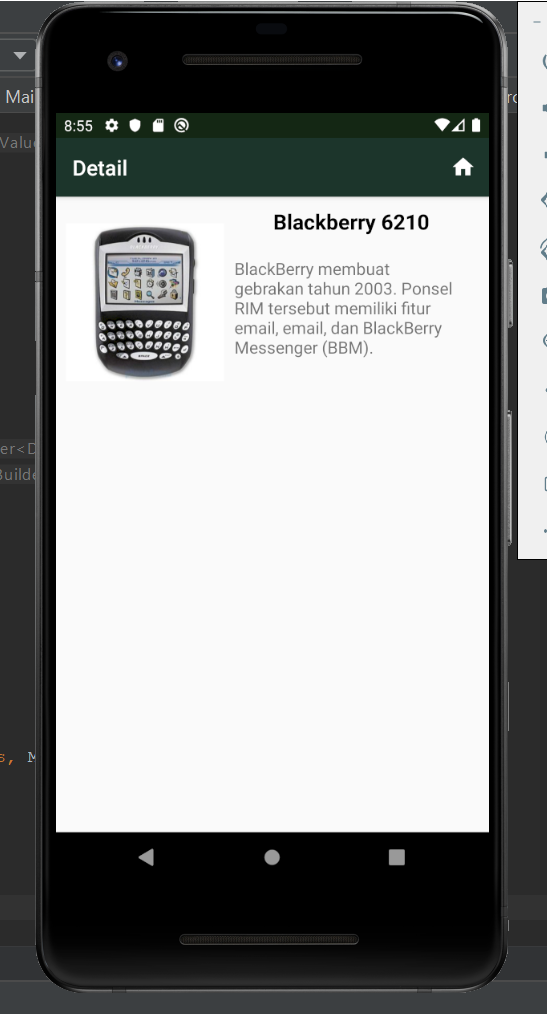 Mai
Value
8:55
Detail
Blackberry 6210
BlackBerry membuat
gebrakan tahun 2003. Ponsel
RIM tersebut memiliki fitur
email, email, dan BlackBerry
Messenger (BBM).
er<D
Builde
s, M